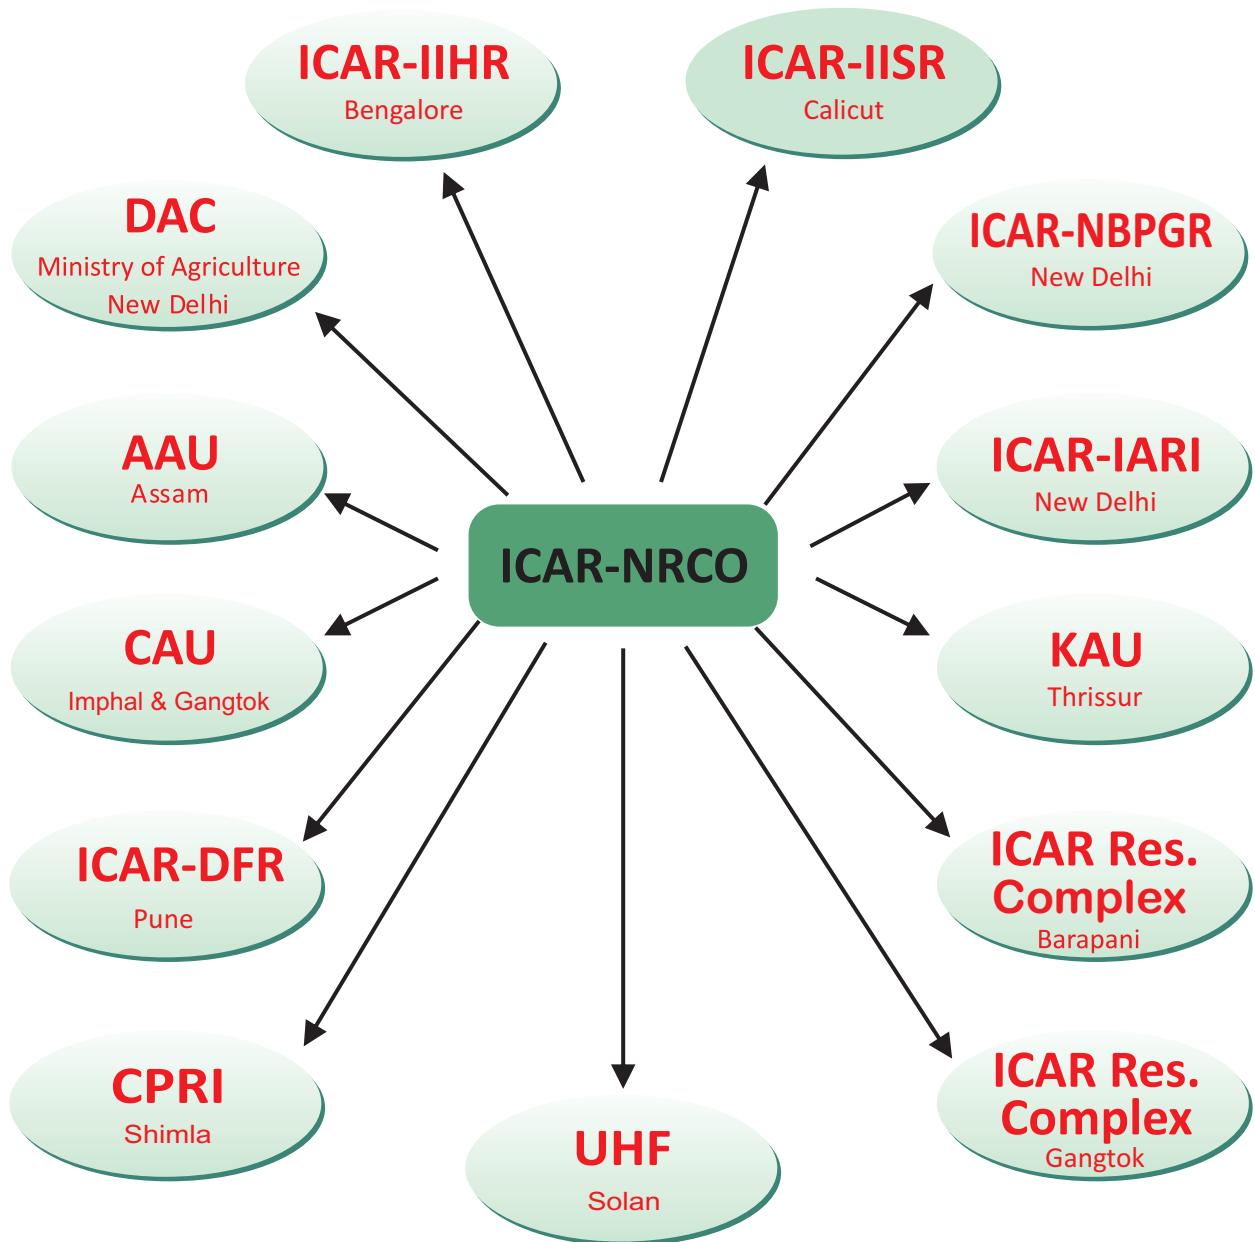 ICAR-IIHR
Bengalore
ICAR-IISR
Calicut
DAC
Ministry of Agriculture
New Delhi
ICAR-NBPGR
New Delhi
AAU
Assam
ICAR-IARI
New Delhi
ICAR-NRCO
CAU
Imphal & Gangtok
KAU
Thrissur
ICAR-DFR
Pune
ICAR Res.
Complex
Barapani
CPRI
Shimla
UHF
Solan
ICAR Res.
Complex
Gangtok